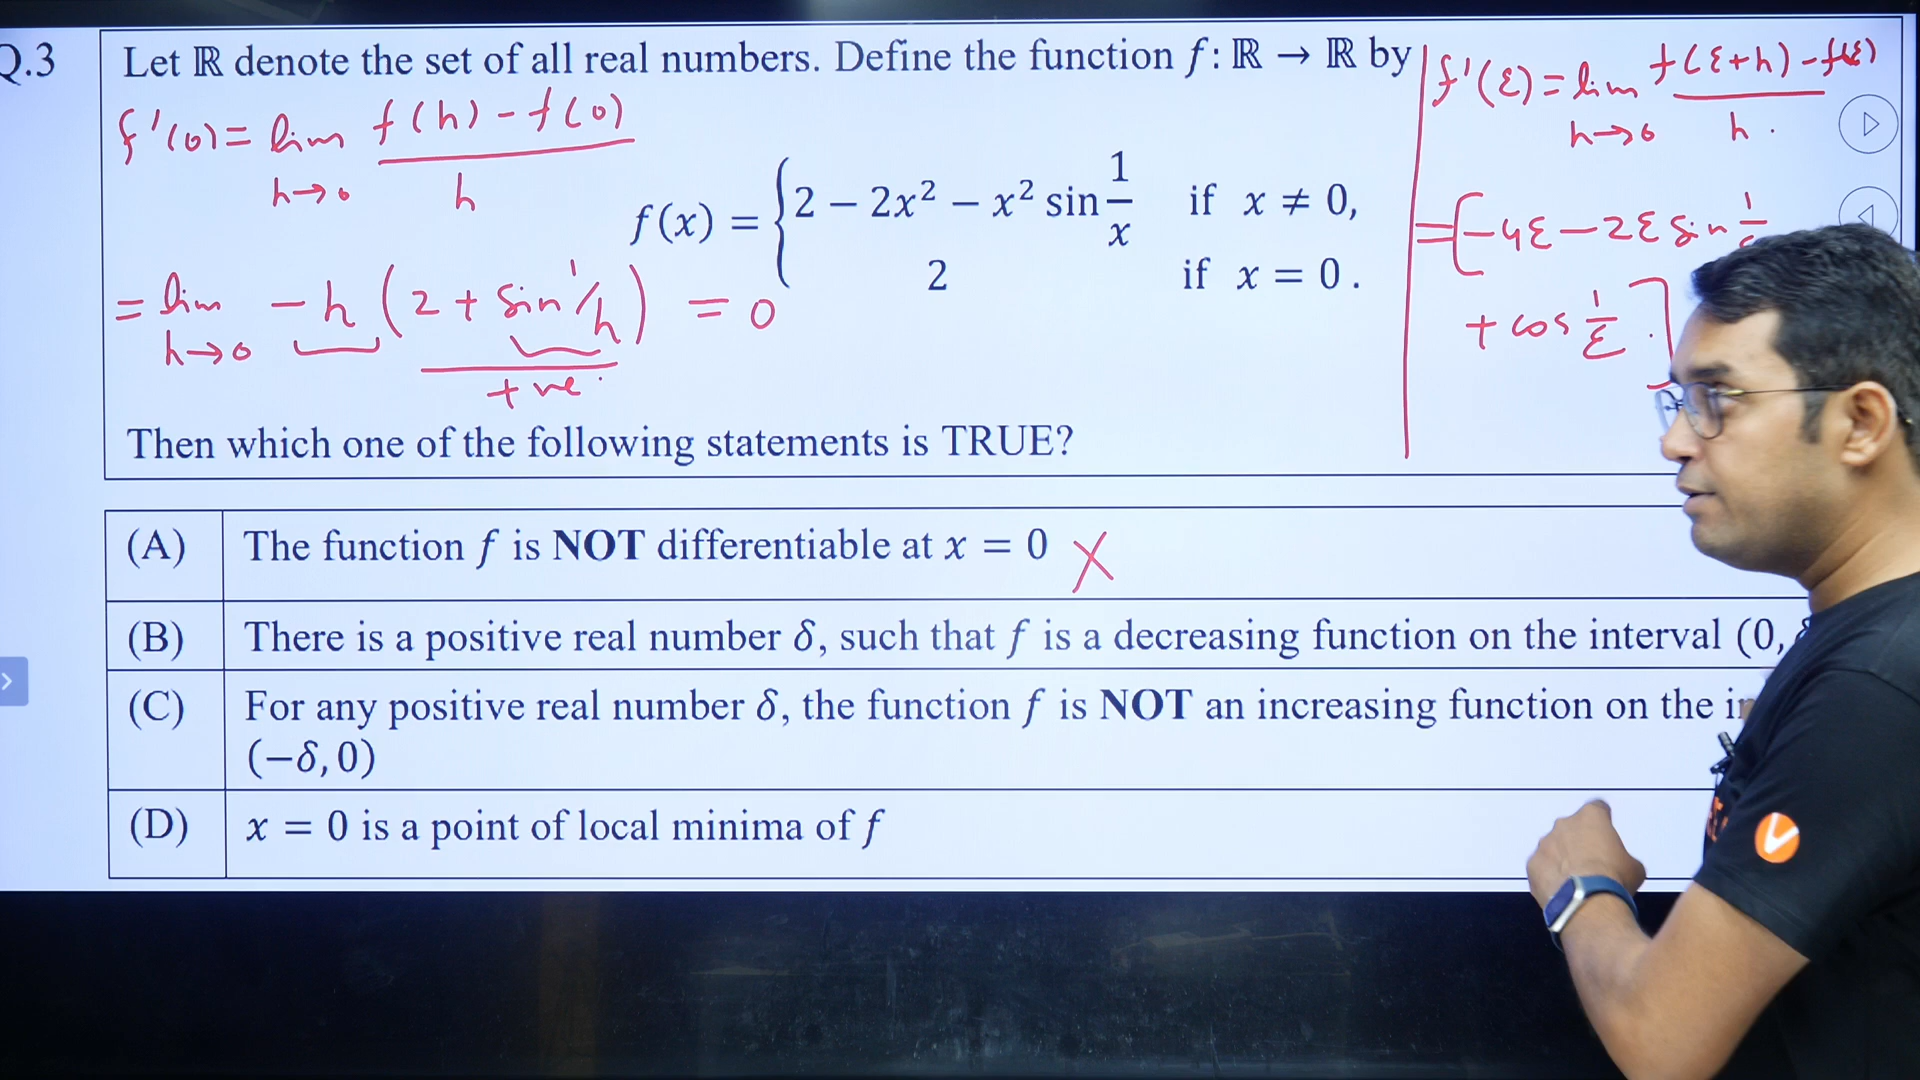 Q.3
Let ℝ denote the set of all real numbers. Define the function f: ℝ → ℝ by
f'(0) = lim h→0 (f(h) - f(0)) / h
f(x) = { 2 − 2x² − x² sin 1/x if x ≠ 0,
2 if x = 0.
= lim h→0 -h (2 + sin 1/h) = 0
+ve
f'(ε) = lim h→0 (f(ε+h) - f(ε)) / h.
= [-4ε - 2ε sin 1/
+ cos 1/ε]
Then which one of the following statements is TRUE?
(A) The function f is NOT differentiable at x = 0 X
(B) There is a positive real number δ, such that f is a decreasing function on the interval (0,
(C) For any positive real number δ, the function f is NOT an increasing function on the
(−δ, 0)
(D) x = 0 is a point of local minima of f